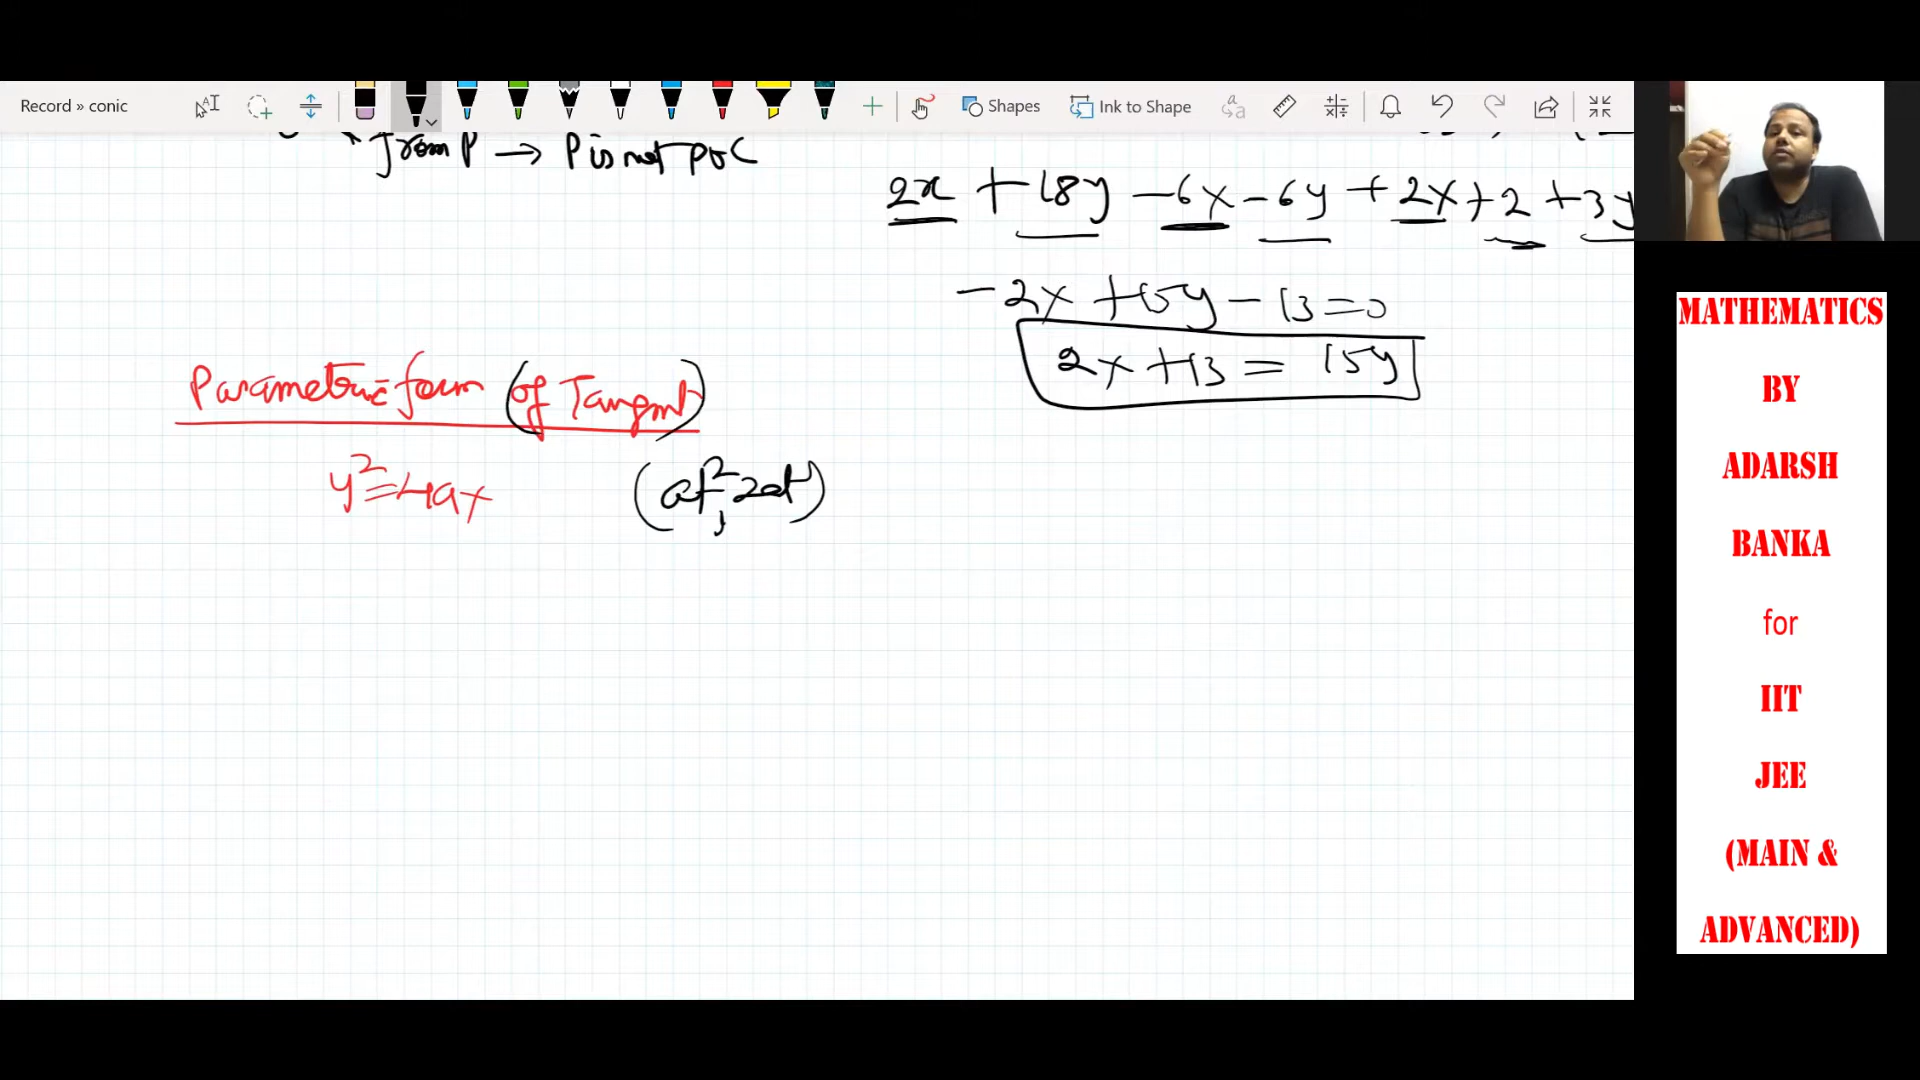 Record » conic
Shapes
Ink to Shape
from P → P is not POC
2x + 18y - 6x - 6y + 2x + 2 + 3y
- 2x + 15y - 13 = 0
2x + 13 = 15y
Parametric form (of Tangent)
y² = 4ax
(at², 2at)
MATHEMATICS
BY
ADARSH
BANKA
for
IIT
JEE
(MAIN &
ADVANCED)